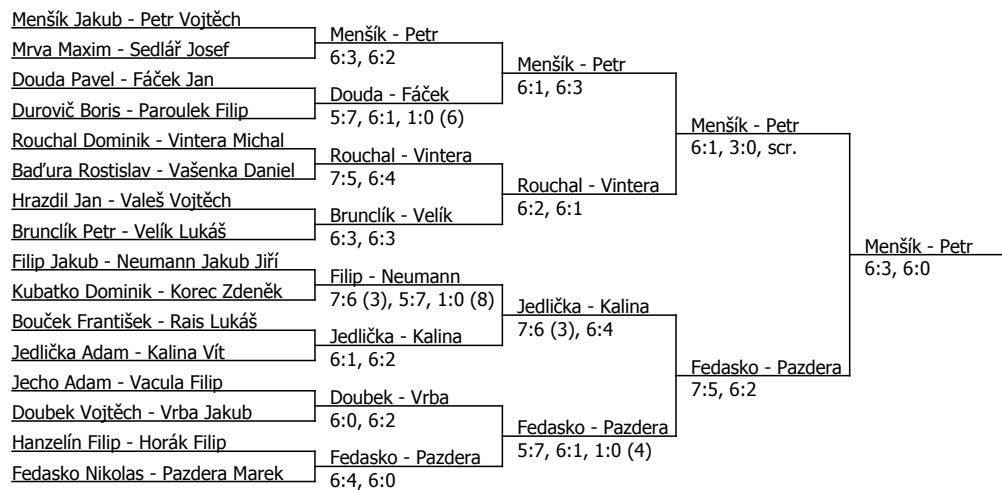 Menšík Jakub - Petr Vojtěch
Mrva Maxim - Sedlář Josef
Douda Pavel - Fáček Jan
Durovič Boris - Paroulek Filip
Rouchal Dominik - Vintera Michal
Baďura Rostislav - Vašenka Daniel
Hrazdil Jan - Valeš Vojtěch
Brunclík Petr - Velík Lukáš
Filip Jakub - Neumann Jakub Jiří
Kubatko Dominik - Korec Zdeněk
Bouček František - Rais Lukáš
Jedlička Adam - Kalina Vít
Jecho Adam - Vacula Filip
Doubek Vojtěch - Vrba Jakub
Hanzelín Filip - Horák Filip
Fedasko Nikolas - Pazdera Marek
Menšík - Petr
6:3, 6:2
Douda - Fáček
5:7, 6:1, 1:0 (6)
Rouchal - Vintera
7:5, 6:4
Brunclík - Velík
6:3, 6:3
Filip - Neumann
7:6 (3), 5:7, 1:0 (8)
Jedlička - Kalina
6:1, 6:2
Doubek - Vrba
6:0, 6:2
Fedasko - Pazdera
6:4, 6:0
Menšík - Petr
6:1, 6:3
Rouchal - Vintera
6:2, 6:1
Jedlička - Kalina
7:6 (3), 6:4
Fedasko - Pazdera
5:7, 6:1, 1:0 (4)
Menšík - Petr
6:1, 3:0, scr.
Fedasko - Pazdera
7:5, 6:2
Menšík - Petr
6:3, 6:0